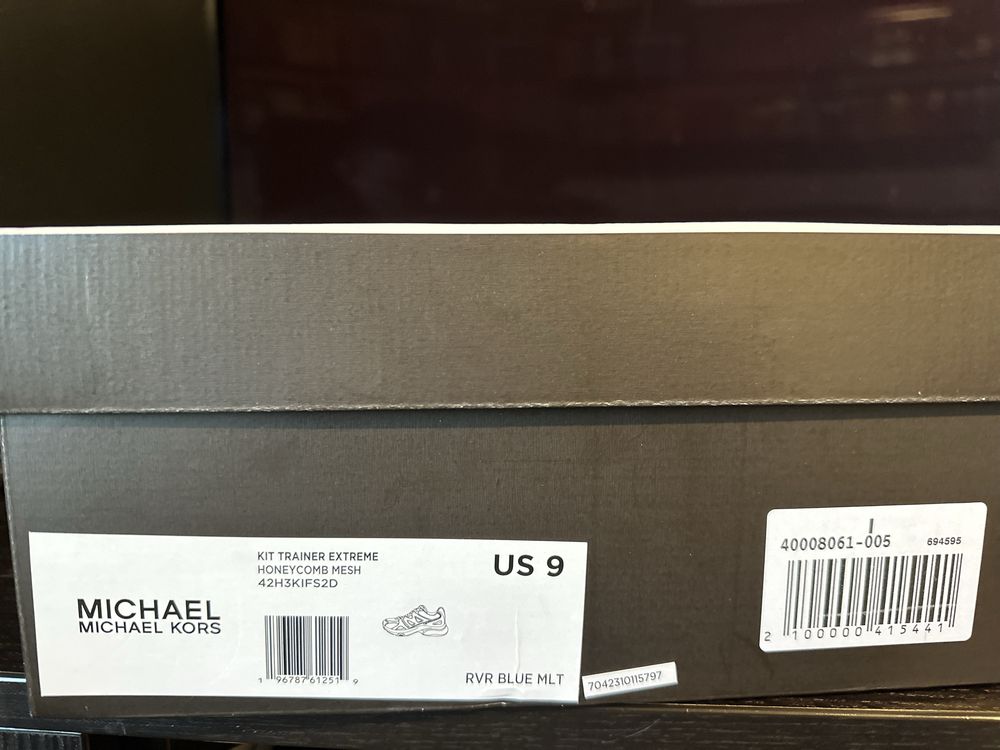 KIT TRAINER EXTREME
HONEYCOMB MESH
42H3KIFS2D
US 9
MICHAEL
MICHAEL KORS
1 96787 61251 9
RVR BLUE MLT
7042310115797
I
40008061-005
694595
2 100000 415441